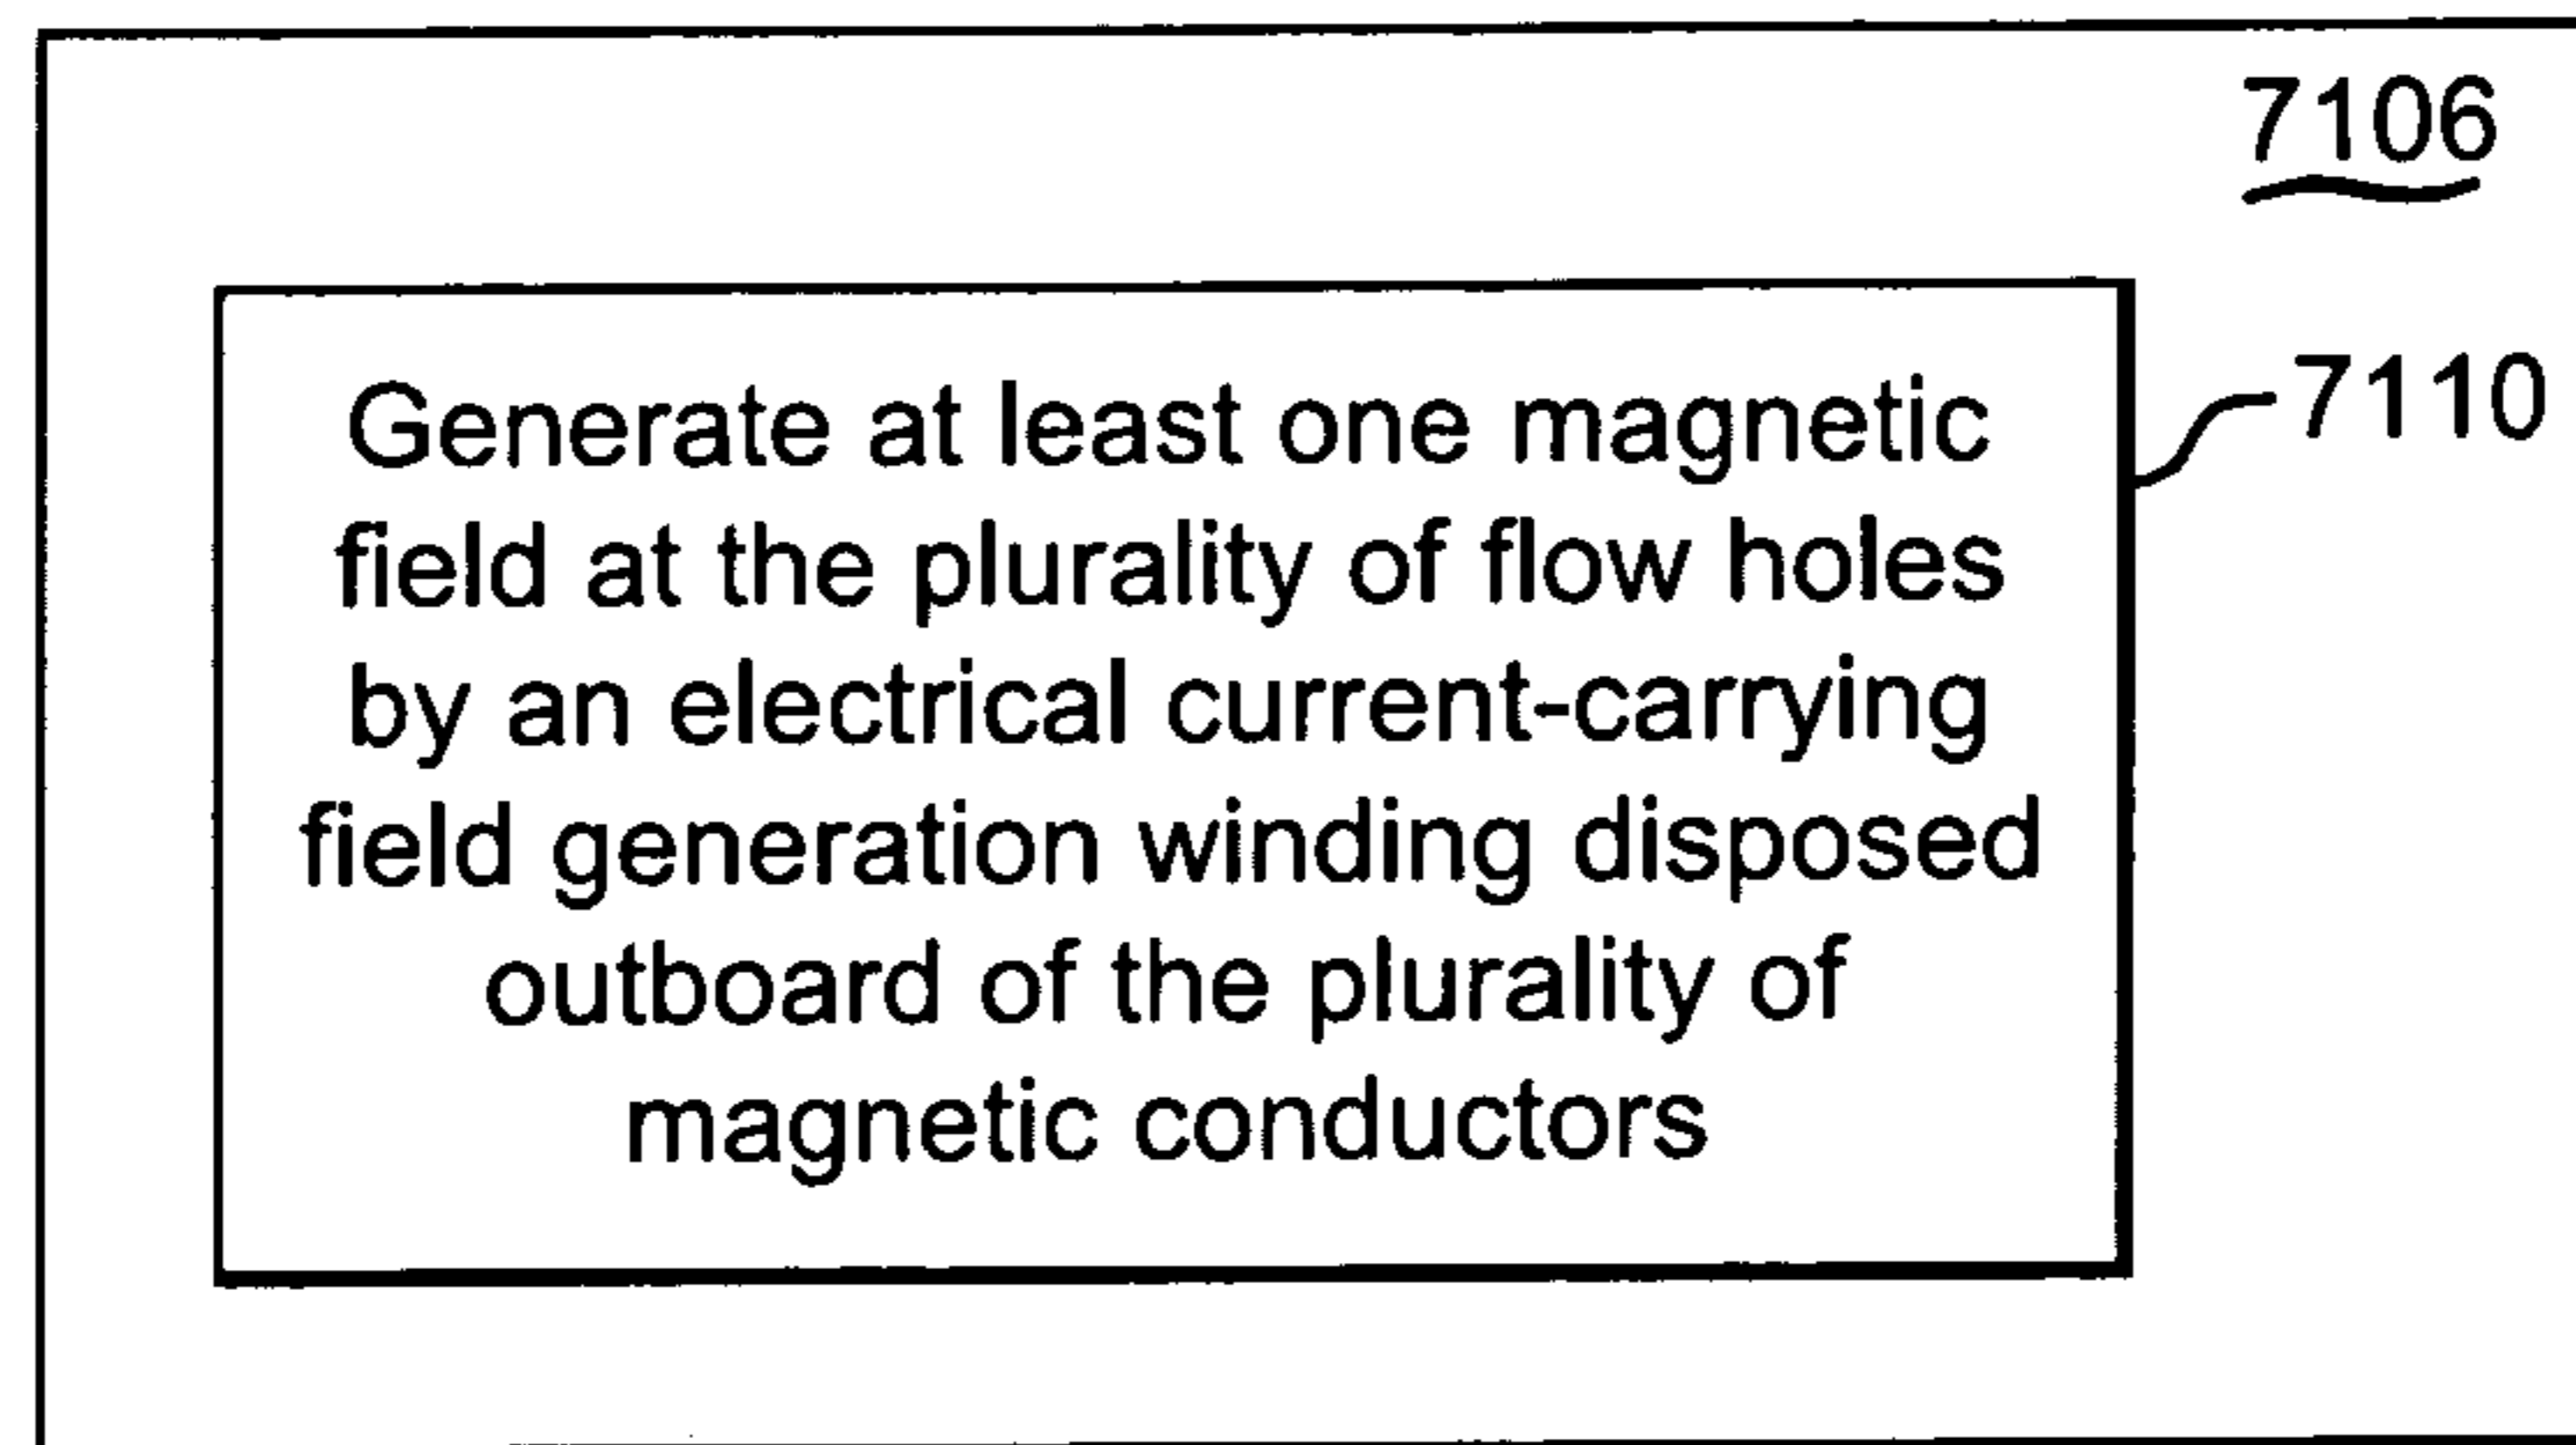 7106
Generate at least one magnetic
7110
field at the plurality of flow holes
by an electrical current-carrying
field generation winding disposed
outboard of the plurality of
magnetic conductors